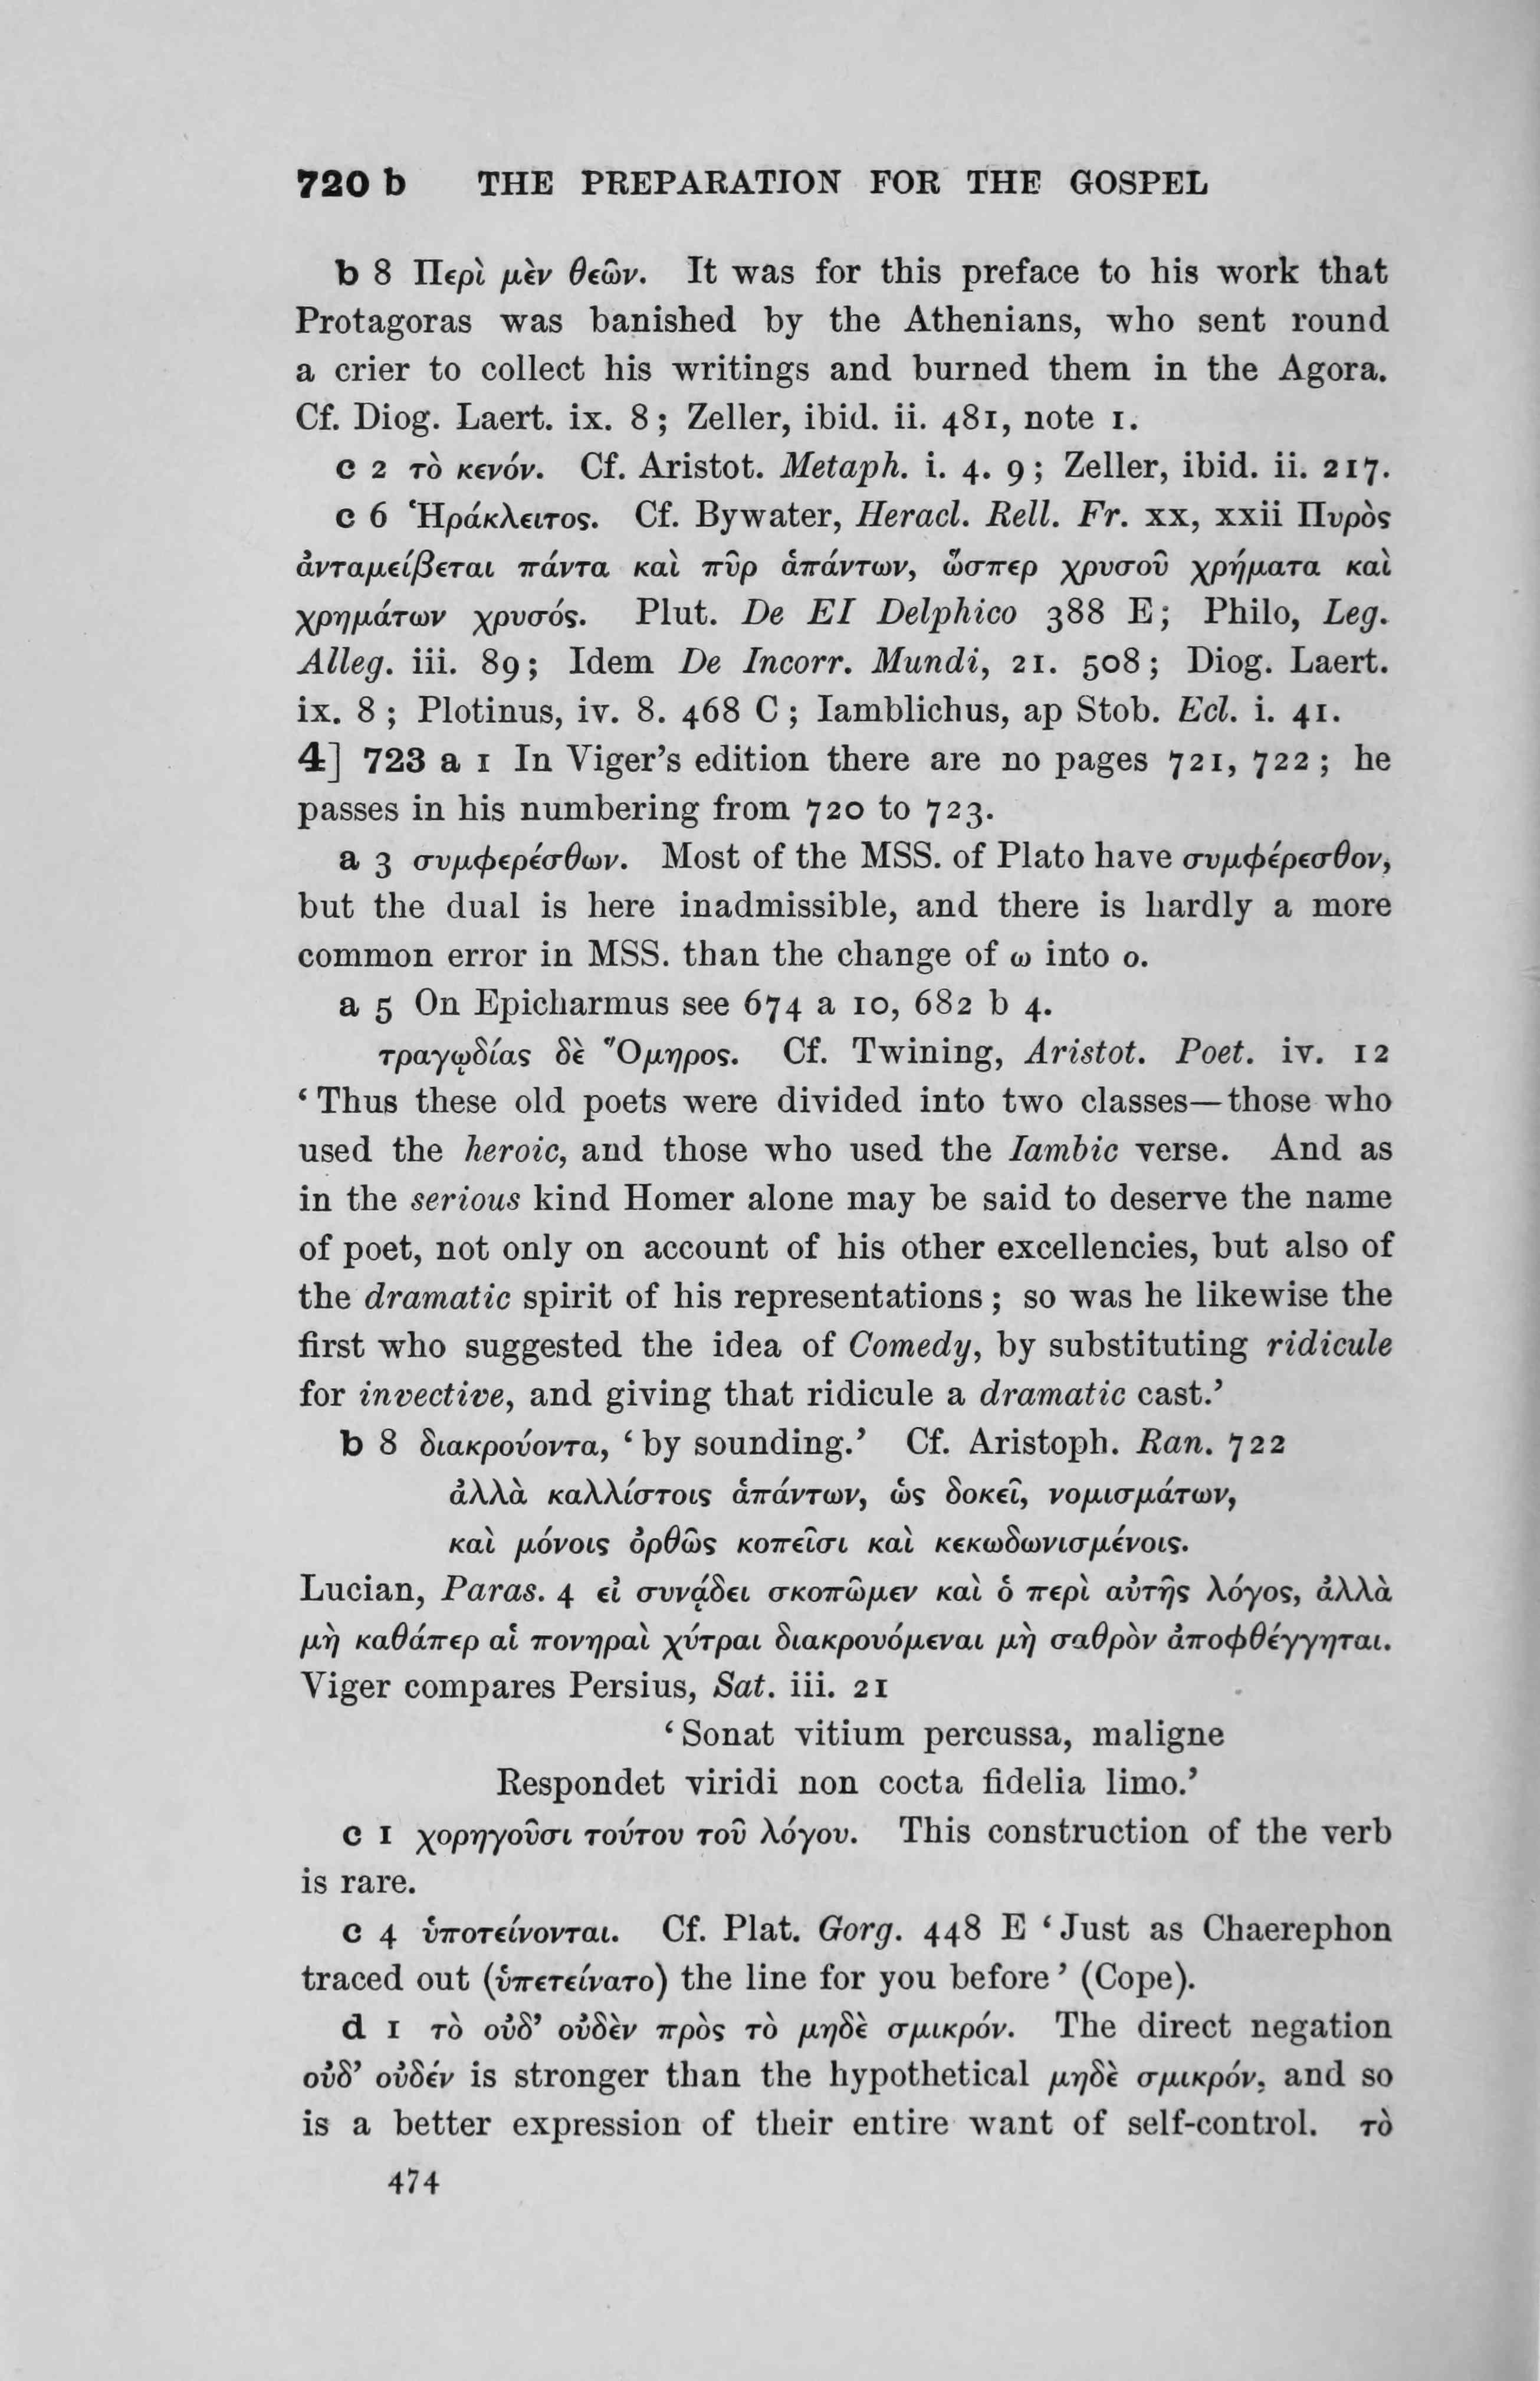 720 b THE PREPARATION FOR THE GOSPEL
b 8 Περὶ μὲν θεῶν. It was for this preface to his work that
Protagoras was banished by the Athenians, who sent round
a crier to collect his writings and burned them in the Agora.
Cf. Diog. Laert. ix. 8; Zeller, ibid. ii. 481, note 1.
c 2 τὸ κενόν. Cf. Aristot. Metaph. i. 4. 9; Zeller, ibid. ii. 217.
c 6 Ἡράκλειτος. Cf. Bywater, Heracl. Rell. Fr. xx, xxii Πυρὸς
ἀνταμείβεται πάντα καὶ πῦρ ἁπάντων, ὥσπερ χρυσοῦ χρήματα καὶ
χρημάτων χρυσός. Plut. De EI Delphico 388 E; Philo, Leg.
Alleg. iii. 89; Idem De Incorr. Mundi, 21. 508; Diog. Laert.
ix. 8; Plotinus, iv. 8. 468 C; Iamblichus, ap Stob. Ecl. i. 41.
4] 723 a 1 In Viger's edition there are no pages 721, 722; he
passes in his numbering from 720 to 723.
a 3 συμφερέσθων. Most of the MSS. of Plato have συμφέρεσθον,
but the dual is here inadmissible, and there is hardly a more
common error in MSS. than the change of ω into ο.
a 5 On Epicharmus see 674 a 10, 682 b 4.
τραγῳδίας δὲ Ὅμηρος. Cf. Twining, Aristot. Poet. iv. 12
‘Thus these old poets were divided into two classes—those who
used the heroic, and those who used the Iambic verse. And as
in the serious kind Homer alone may be said to deserve the name
of poet, not only on account of his other excellencies, but also of
the dramatic spirit of his representations; so was he likewise the
first who suggested the idea of Comedy, by substituting ridicule
for invective, and giving that ridicule a dramatic cast.’
b 8 διακρούοντα, ‘by sounding.’ Cf. Aristoph. Ran. 722
ἀλλὰ καλλίστοις ἁπάντων, ὡς δοκεῖ, νομισμάτων,
καὶ μόνοις ὀρθῶς κοπεῖσι καὶ κεκωδωνισμένοις.
Lucian, Paras. 4 εἰ συνᾴδει σκοπῶμεν καὶ ὁ περὶ αὐτῆς λόγος, ἀλλὰ
μὴ καθάπερ αἱ πονηραὶ χύτραι διακρουόμεναι μὴ σαθρὸν ἀποφθέγγηται.
Viger compares Persius, Sat. iii. 21
‘Sonat vitium percussa, maligne
Respondet viridi non cocta fidelia limo.’
c 1 χορηγοῦσι τούτου τοῦ λόγου. This construction of the verb
is rare.
c 4 ὑποτείνονται. Cf. Plat. Gorg. 448 E ‘Just as Chaerephon
traced out (ὑπετείνατο) the line for you before’ (Cope).
d 1 τὸ οὐδ’ οὐδὲν πρὸς τὸ μηδὲ σμικρόν. The direct negation
οὐδ’ οὐδέν is stronger than the hypothetical μηδὲ σμικρόν, and so
is a better expression of their entire want of self-control. τὸ
474